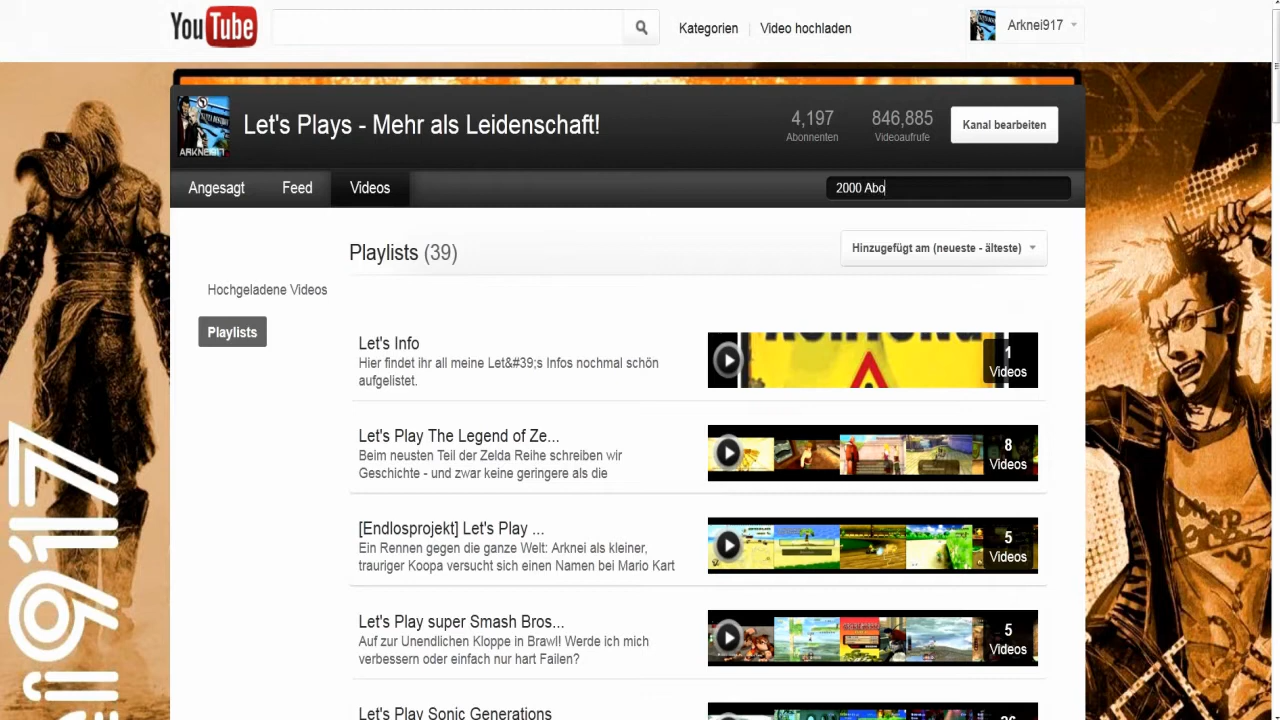 YouTube
Kategorien
Video hochladen
Arknei917
ARKNEI917
Let's Plays - Mehr als Leidenschaft!
4,197
Abonnenten
846,885
Videoaufrufe
Kanal bearbeiten
Angesagt
Feed
Videos
2000 Abo
Playlists (39)
Hinzugefügt am (neueste - älteste)
Hochgeladene Videos
Playlists
Let's Info
Hier findet ihr all meine Let&#39;s Infos nochmal schön
aufgelistet.
1
Videos
Let's Play The Legend of Ze...
Beim neusten Teil der Zelda Reihe schreiben wir
Geschichte - und zwar keine geringere als die
8
Videos
[Endlosprojekt] Let's Play ...
Ein Rennen gegen die ganze Welt: Arknei als kleiner,
trauriger Koopa versucht sich einen Namen bei Mario Kart
5
Videos
Let's Play super Smash Bros...
Auf zur Unendlichen Kloppe in Brawl! Werde ich mich
verbessern oder einfach nur hart Failen?
5
Videos
Let's Play Sonic Generations